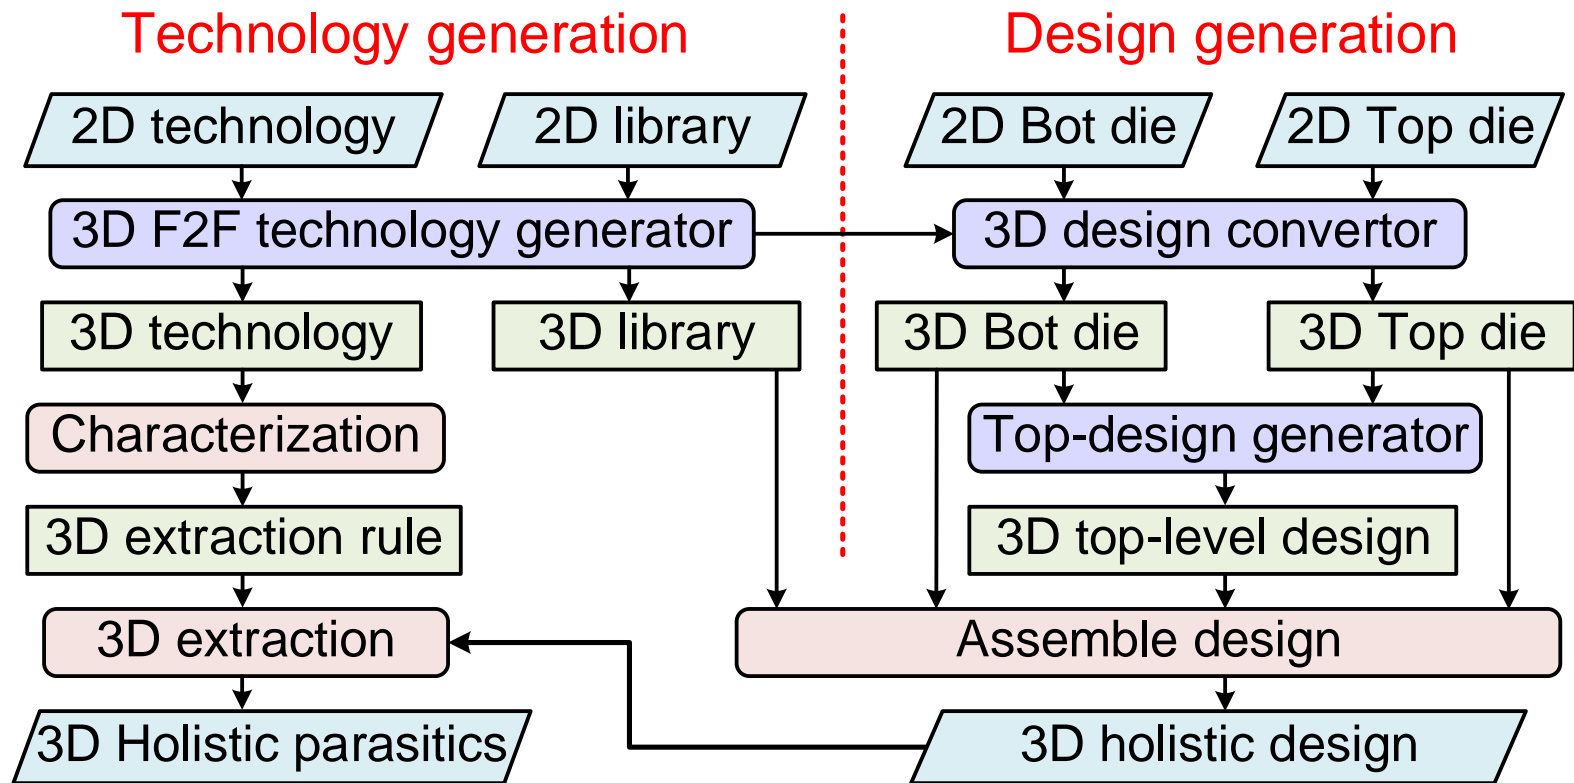 Technology generation
Design generation
2D technology
2D library
2D Bot die
2D Top die
3D F2F technology generator
3D design convertor
3D technology
3D library
3D Bot die
3D Top die
Characterization
Top-design generator
3D extraction rule
3D top-level design
3D extraction
Assemble design
3D Holistic parasitics
3D holistic design